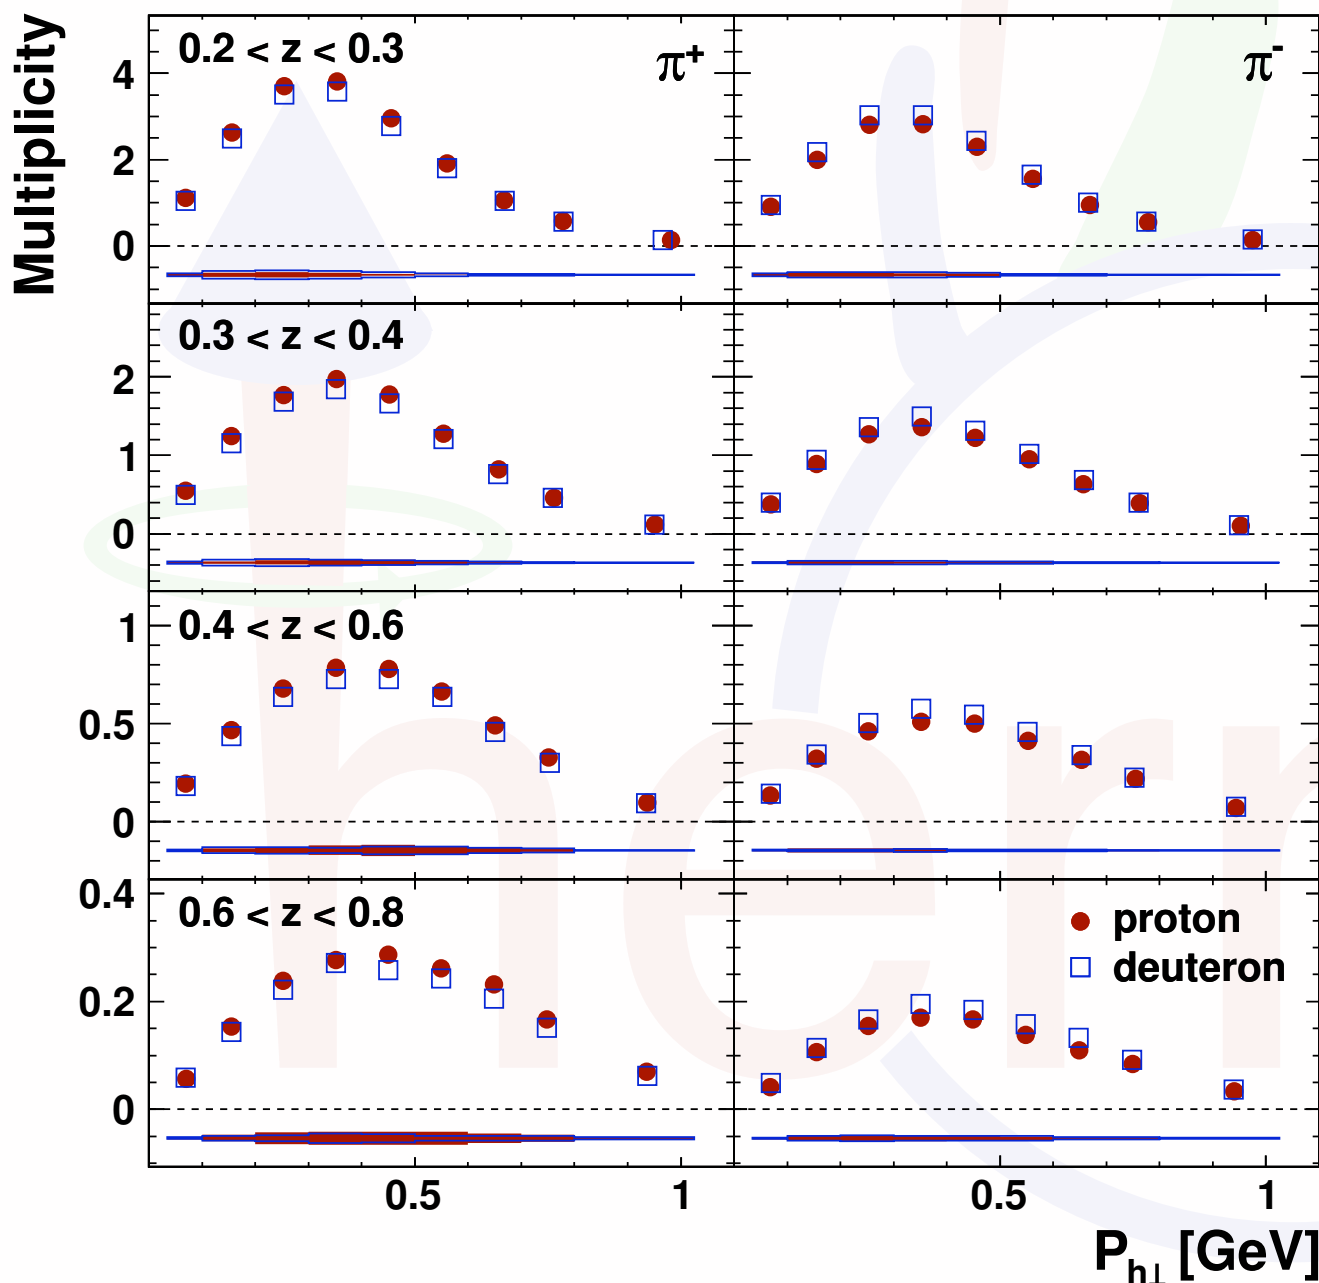 Multiplicity
0.2 < z < 0.3
π+
π-
4
2
0
0.3 < z < 0.4
2
1
0
0.4 < z < 0.6
1
0.5
0
0.6 < z < 0.8
proton
deuteron
0.4
0.2
0
0.5 1 0.5 1
Ph⊥ [GeV]
herm